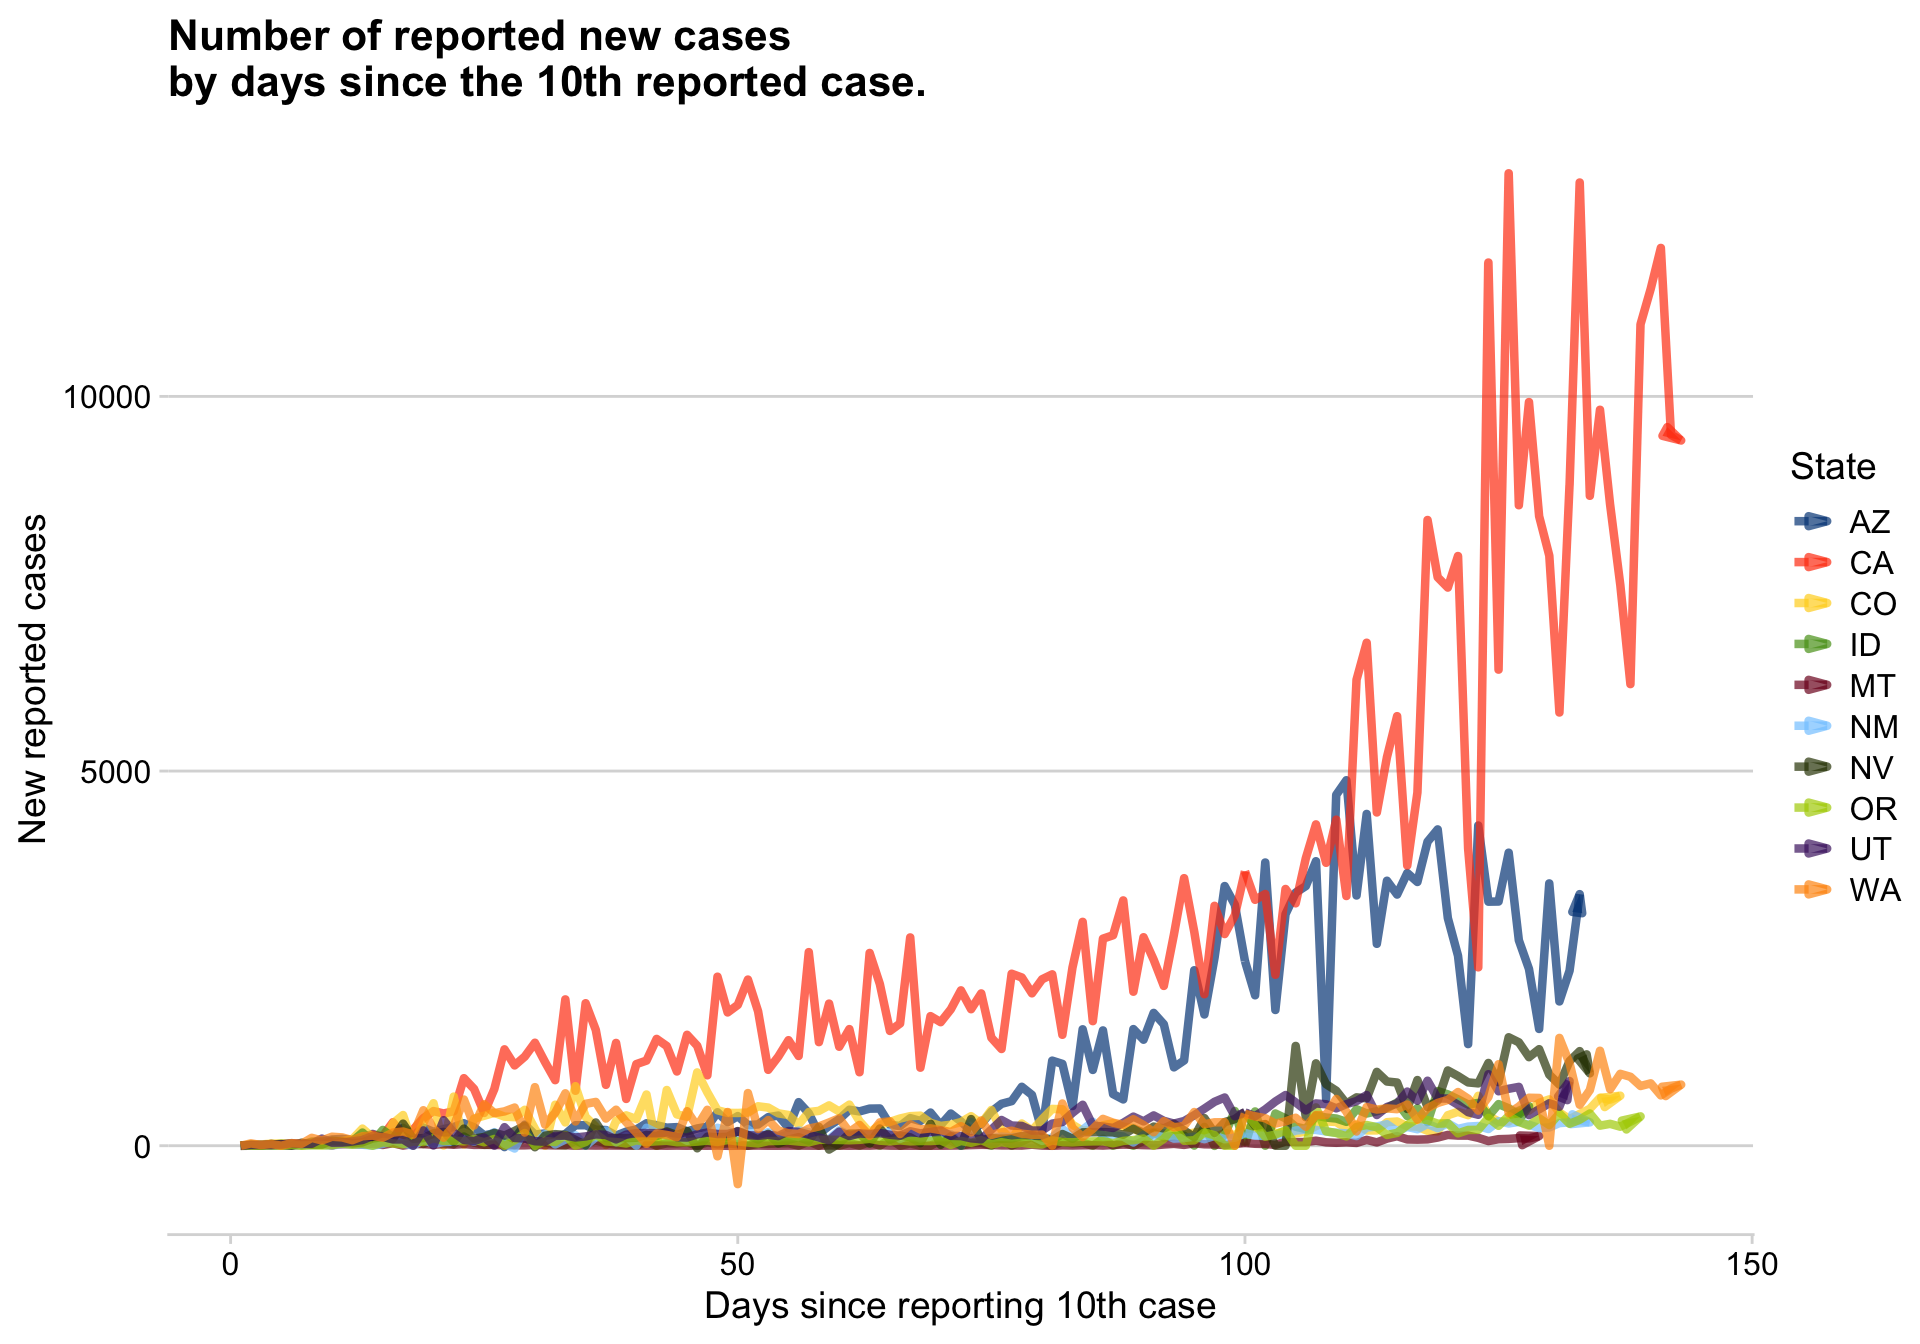 Number of reported new cases
by days since the 10th reported case.
10000
5000
0
New reported cases
0
50
100
150
Days since reporting 10th case
State
AZ
CA
CO
ID
MT
NM
NV
OR
UT
WA